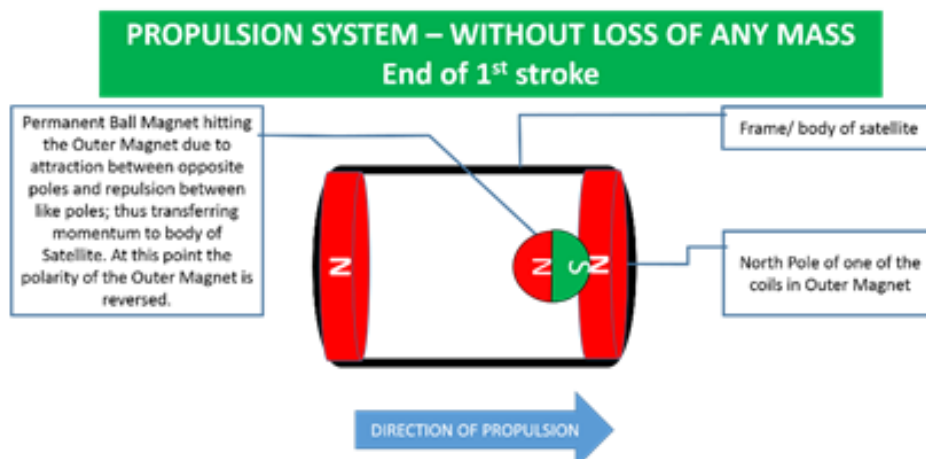 PROPULSION SYSTEM – WITHOUT LOSS OF ANY MASS
End of 1st stroke
Permanent Ball Magnet hitting
the Outer Magnet due to
attraction between opposite
poles and repulsion between
like poles; thus transferring
momentum to body of
Satellite. At this point the
polarity of the Outer Magnet is
reversed.
Frame/ body of satellite
N
N
S
N
North Pole of one of the
coils in Outer Magnet
DIRECTION OF PROPULSION